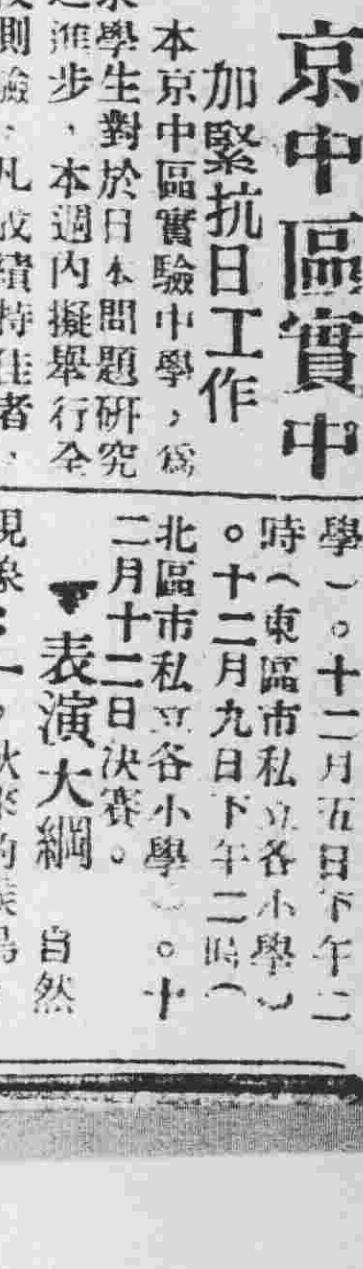 京中區實中
加緊抗日工作
本京中區實驗中學，爲
學生對於日本問題研究
進步，本週內擬舉行全
則驗，凡成績特佳者，
學）。十二月五日下午二
時（東區市私立各小學）
。十二月九日下午二時（
北區市私立各小學）。十
二月十二日決賽。
▼表演大綱　自然
現象：一，秋